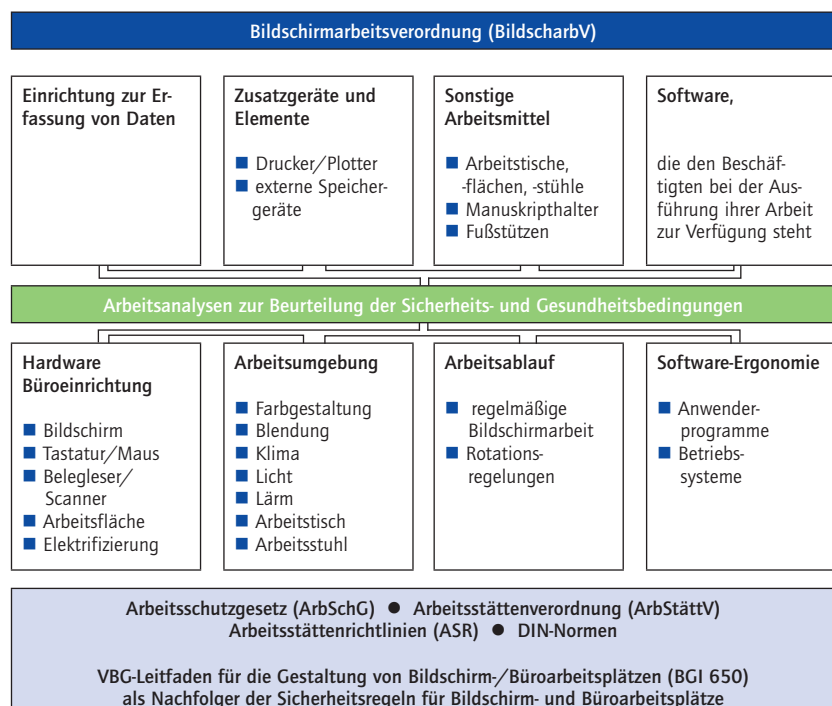 Bildschirmarbeitsverordnung (BildscharbV)
Einrichtung zur Er-
fassung von Daten
Zusatzgeräte und
Elemente
■ Drucker/Plotter
■ externe Speicher-
geräte
Sonstige
Arbeitsmittel
■ Arbeitstische,
-flächen, -stühle
■ Manuskripthalter
■ Fußstützen
Software,
die den Beschäf-
tigten bei der Aus-
führung ihrer Arbeit
zur Verfügung steht
Arbeitsanalysen zur Beurteilung der Sicherheits- und Gesundheitsbedingungen
Hardware
Büroeinrichtung
■ Bildschirm
■ Tastatur/Maus
■ Belegleser/
Scanner
■ Arbeitsfläche
■ Elektrifizierung
Arbeitsumgebung
■ Farbgestaltung
■ Blendung
■ Klima
■ Licht
■ Lärm
■ Arbeitstisch
■ Arbeitsstuhl
Arbeitsablauf
■ regelmäßige
Bildschirmarbeit
■ Rotations-
regelungen
Software-Ergonomie
■ Anwender-
programme
■ Betriebs-
systeme
Arbeitsschutzgesetz (ArbSchG) ● Arbeitsstättenverordnung (ArbStättV)
Arbeitsstättenrichtlinien (ASR) ● DIN-Normen
VBG-Leitfaden für die Gestaltung von Bildschirm-/Büroarbeitsplätzen (BGI 650)
als Nachfolger der Sicherheitsregeln für Bildschirm- und Büroarbeitsplätze